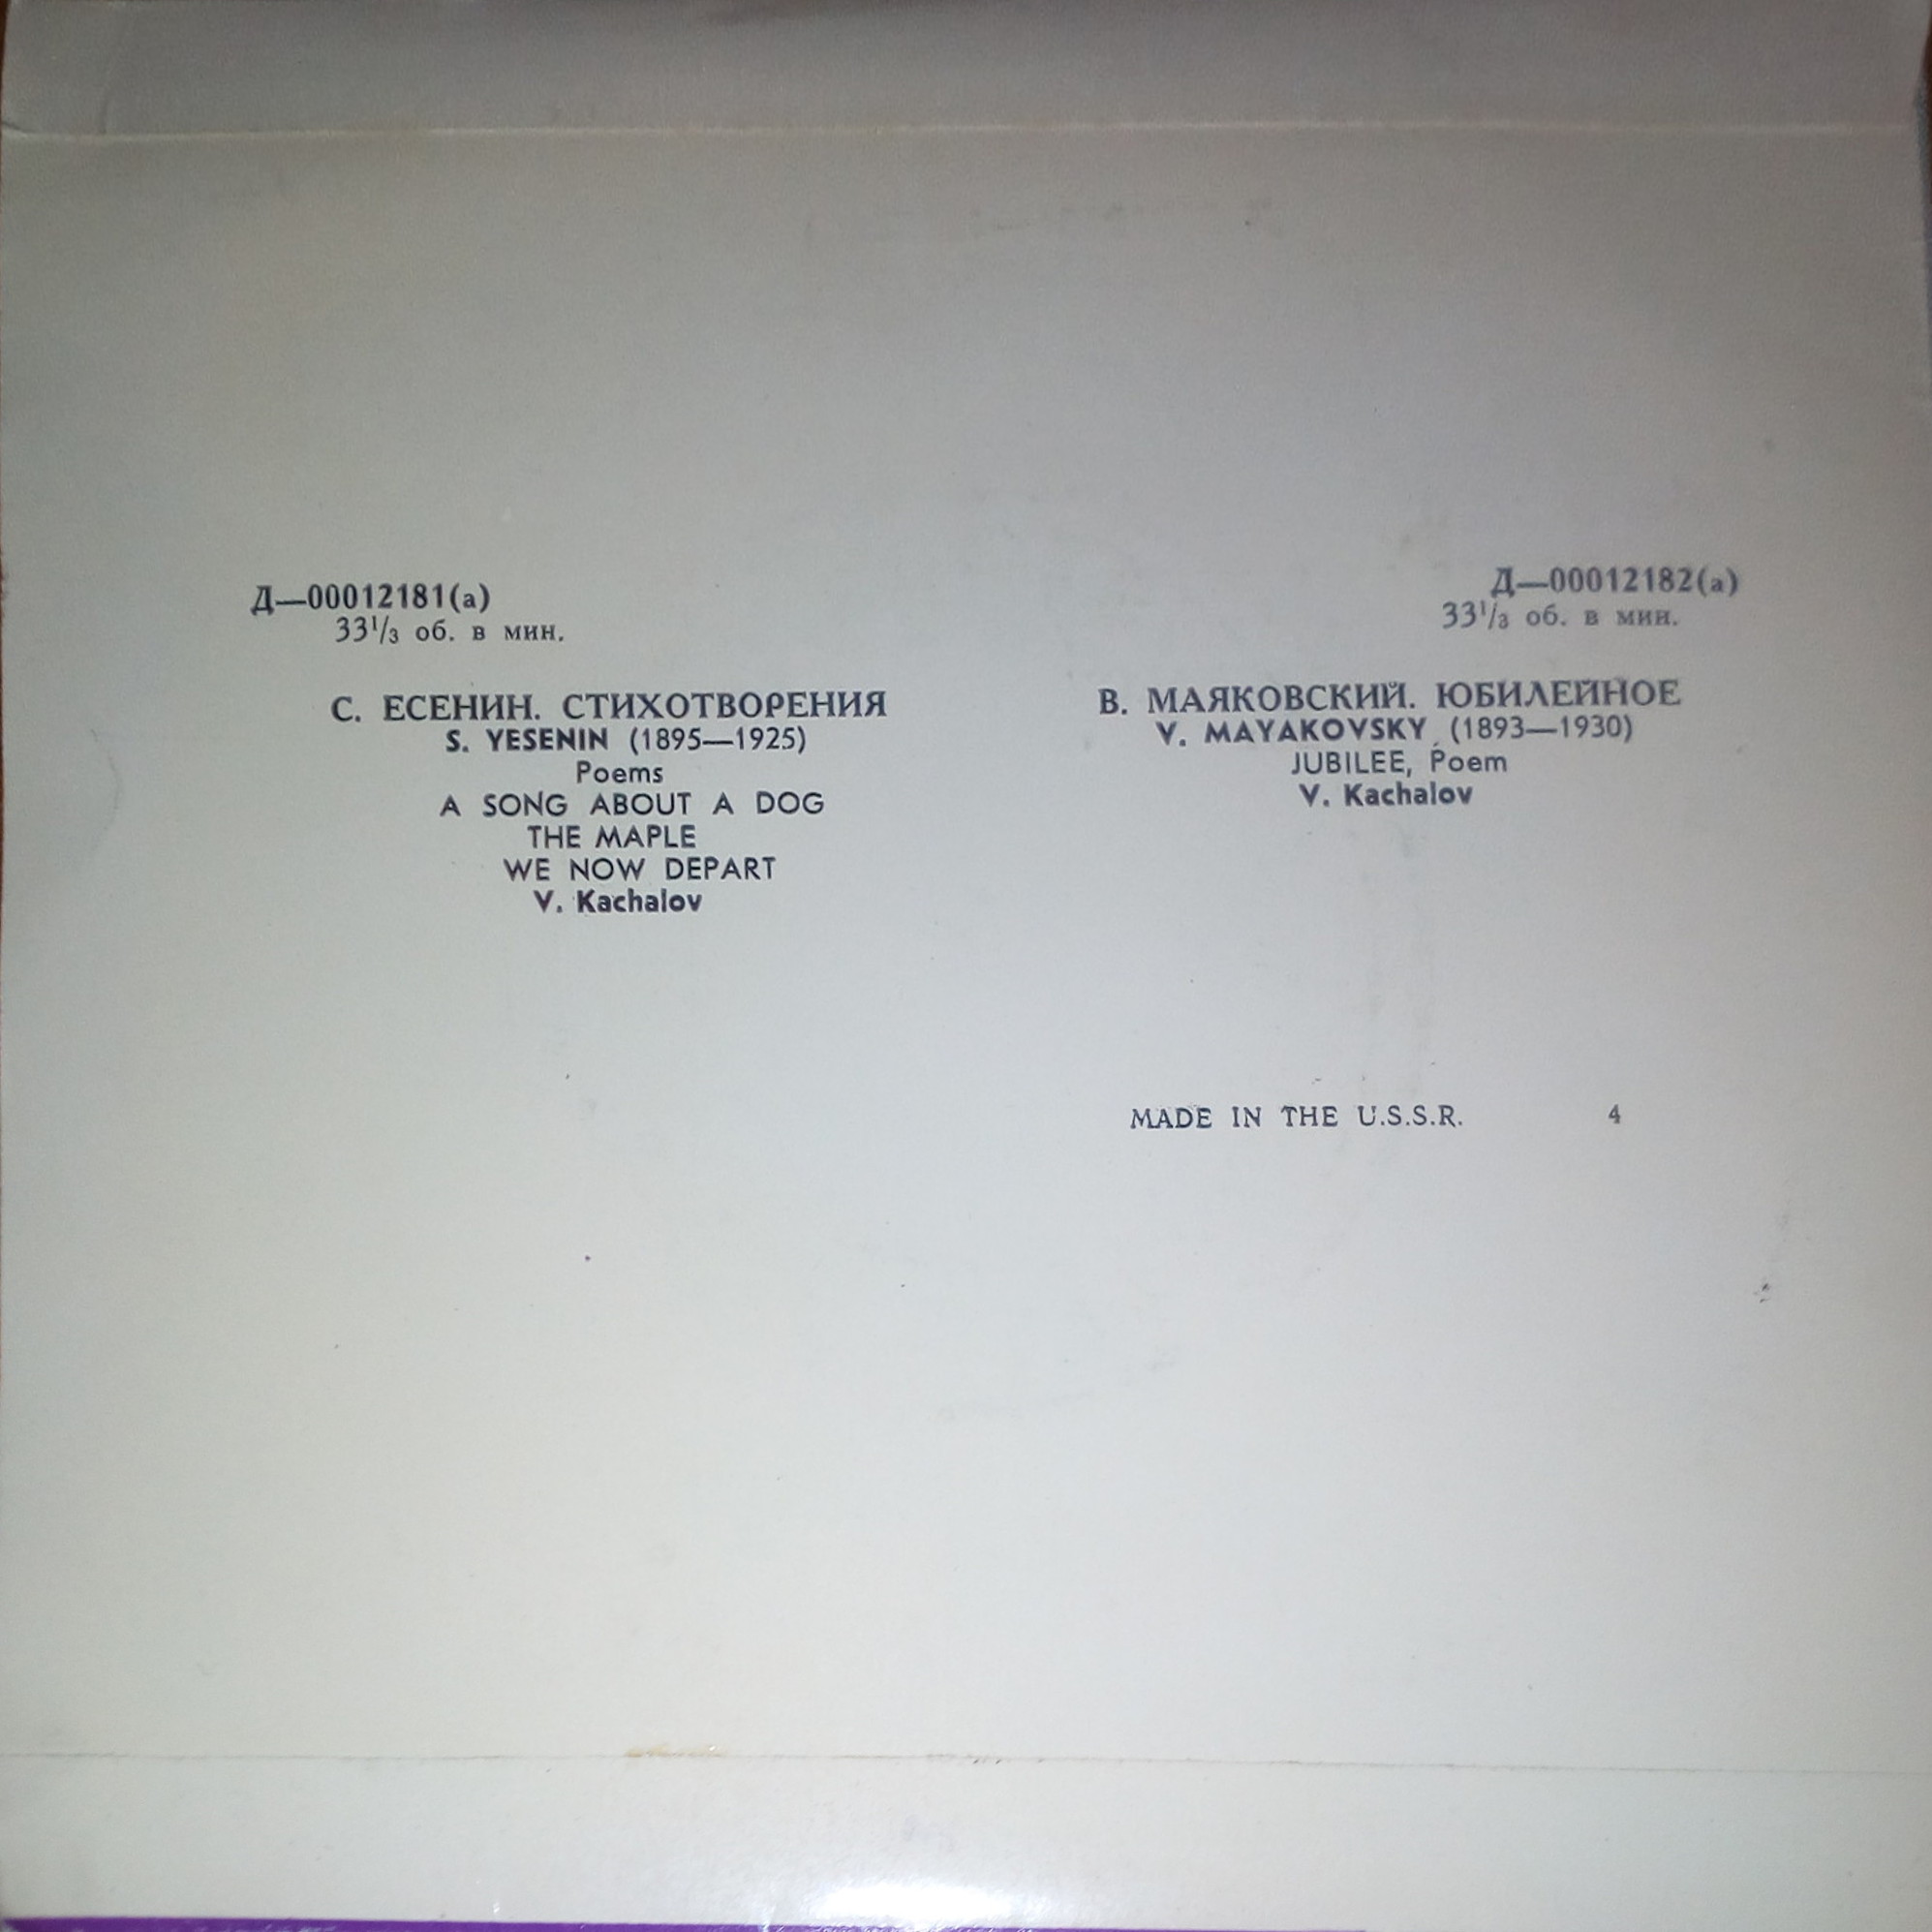 Д—00012181(а)
33¹/₃ об. в мин.
С. ЕСЕНИН. СТИХОТВОРЕНИЯ
S. YESENIN (1895—1925)
Poems
A SONG ABOUT A DOG
THE MAPLE
WE NOW DEPART
V. Kachalov
Д—00012182(а)
33¹/₃ об. в мин.
В. МАЯКОВСКИЙ. ЮБИЛЕЙНОЕ
V. MAYAKOVSKY (1893—1930)
JUBILEE, Poem
V. Kachalov
MADE IN THE U.S.S.R. 4